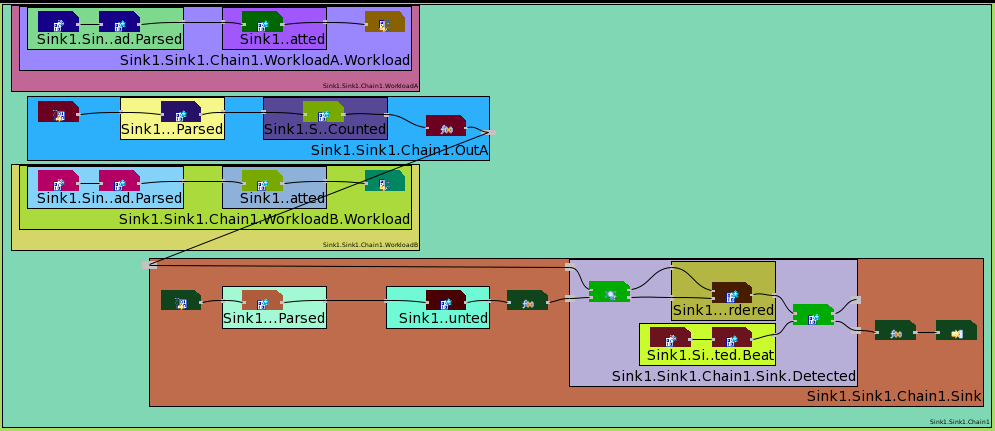 Sink1.Sin..ad.Parsed
Sink1..atted
Sink1.Sink1.Chain1.WorkloadA.Workload
Sink1.Sink1.Chain1.WorkloadA
Sink1...Parsed
Sink1.S..Counted
Sink1.Sink1.Chain1.OutA
Sink1.Sin..ad.Parsed
Sink1..atted
Sink1.Sink1.Chain1.WorkloadB.Workload
Sink1.Sink1.Chain1.WorkloadB
Sink1...Parsed
Sink1..unted
Sink1...rdered
Sink1.Si..ted.Beat
Sink1.Sink1.Chain1.Sink.Detected
Sink1.Sink1.Chain1.Sink
Sink1.Sink1.Chain1